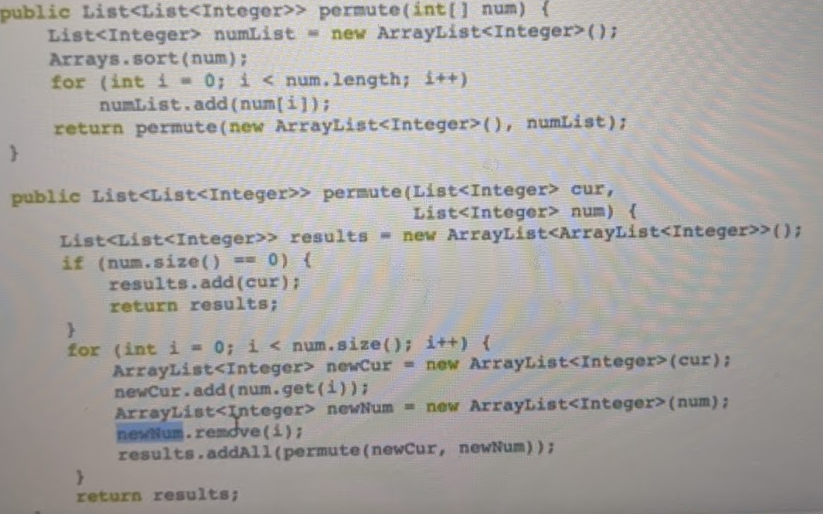 public List<List<Integer>> permute(int[] num) {
List<Integer> numList = new ArrayList<Integer>();
Arrays.sort(num);
for (int i = 0; i < num.length; i++)
numList.add(num[i]);
return permute(new ArrayList<Integer>(), numList);
}
public List<List<Integer>> permute(List<Integer> cur,
List<Integer> num) {
List<List<Integer>> results = new ArrayList<ArrayList<Integer>>();
if (num.size() == 0) {
results.add(cur);
return results;
}
for (int i = 0; i < num.size(); i++) {
ArrayList<Integer> newCur = new ArrayList<Integer>(cur);
newCur.add(num.get(i));
ArrayList<Integer> newNum = new ArrayList<Integer>(num);
newNum.remove(i);
results.addAll(permute(newCur, newNum));
}
return results;